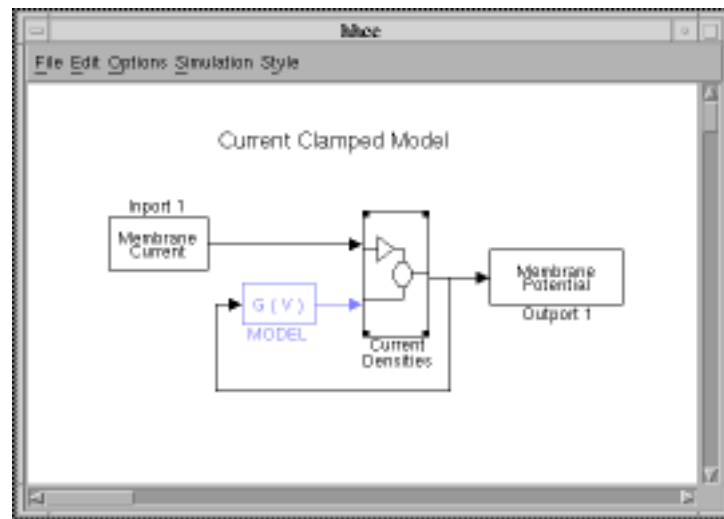 hhcc
File Edit Options Simulation Style
Current Clamped Model
Inport 1
Membrane
Current
G ( V )
MODEL
Current
Densities
Membrane
Potential
Outport 1